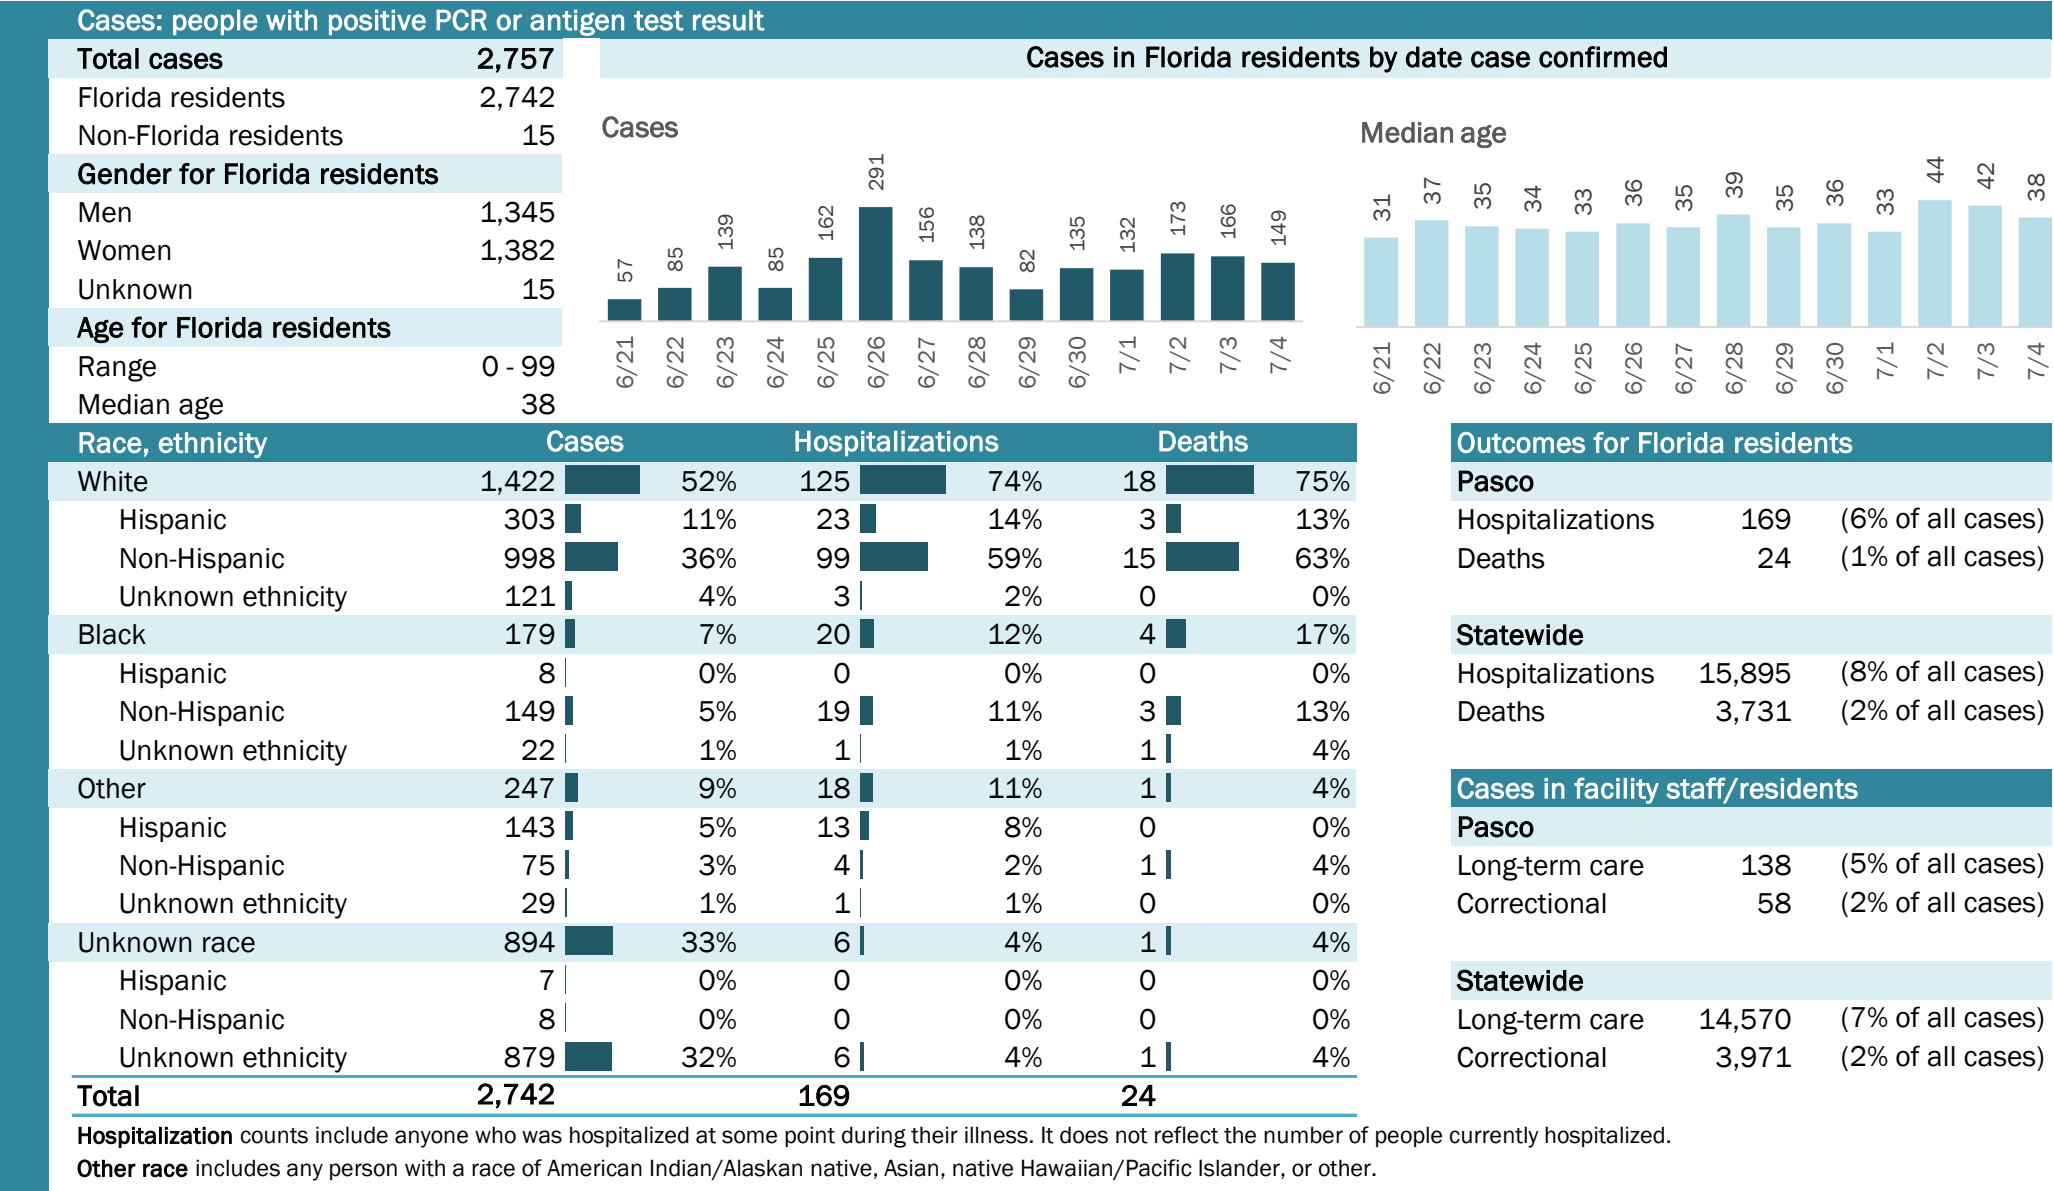 Cases: people with positive PCR or antigen test result
Total cases 2,757
Florida residents 2,742
Non-Florida residents 15
Gender for Florida residents
Men 1,345
Women 1,382
Unknown 15
Age for Florida residents
Range 0 - 99
Median age 38
Cases in Florida residents by date case confirmed
Cases
57 85 139 85 162 291 156 138 82 135 132 173 166 149
6/21 6/22 6/23 6/24 6/25 6/26 6/27 6/28 6/29 6/30 7/1 7/2 7/3 7/4
Median age
31 37 35 34 33 36 35 39 35 36 33 44 42 38
6/21 6/22 6/23 6/24 6/25 6/26 6/27 6/28 6/29 6/30 7/1 7/2 7/3 7/4
Race, ethnicity Cases Hospitalizations Deaths
White 1,422 52% 125 74% 18 75%
Hispanic 303 11% 23 14% 3 13%
Non-Hispanic 998 36% 99 59% 15 63%
Unknown ethnicity 121 4% 3 2% 0 0%
Black 179 7% 20 12% 4 17%
Hispanic 8 0% 0 0% 0 0%
Non-Hispanic 149 5% 19 11% 3 13%
Unknown ethnicity 22 1% 1 1% 1 4%
Other 247 9% 18 11% 1 4%
Hispanic 143 5% 13 8% 0 0%
Non-Hispanic 75 3% 4 2% 1 4%
Unknown ethnicity 29 1% 1 1% 0 0%
Unknown race 894 33% 6 4% 1 4%
Hispanic 7 0% 0 0% 0 0%
Non-Hispanic 8 0% 0 0% 0 0%
Unknown ethnicity 879 32% 6 4% 1 4%
Total 2,742 169 24
Outcomes for Florida residents
Pasco
Hospitalizations 169 (6% of all cases)
Deaths 24 (1% of all cases)
Statewide
Hospitalizations 15,895 (8% of all cases)
Deaths 3,731 (2% of all cases)
Cases in facility staff/residents
Pasco
Long-term care 138 (5% of all cases)
Correctional 58 (2% of all cases)
Statewide
Long-term care 14,570 (7% of all cases)
Correctional 3,971 (2% of all cases)
Hospitalization counts include anyone who was hospitalized at some point during their illness. It does not reflect the number of people currently hospitalized.
Other race includes any person with a race of American Indian/Alaskan native, Asian, native Hawaiian/Pacific Islander, or other.